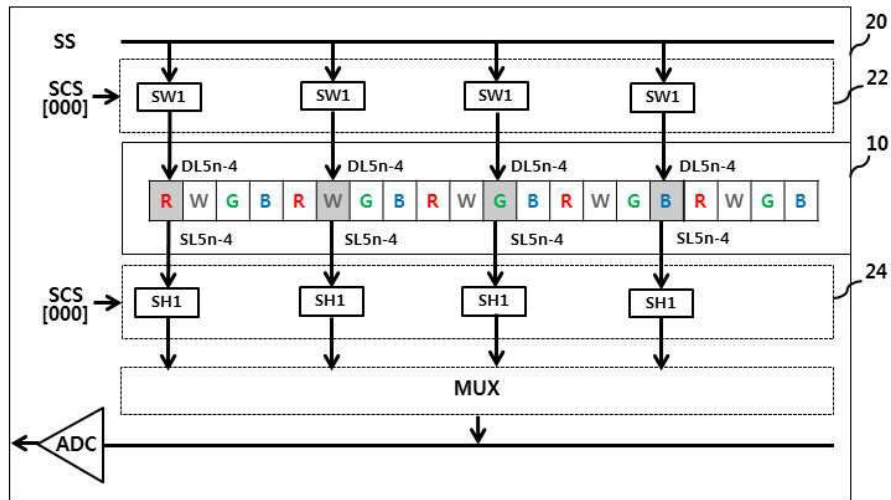 SS
20
SCS
[000]
SW1 SW1 SW1 SW1
22
10
DL5n-4 DL5n-4 DL5n-4 DL5n-4
R W G B R W G B R W G B R W G B R W G B
SL5n-4 SL5n-4 SL5n-4 SL5n-4
24
SCS
[000]
SH1 SH1 SH1 SH1
MUX
ADC